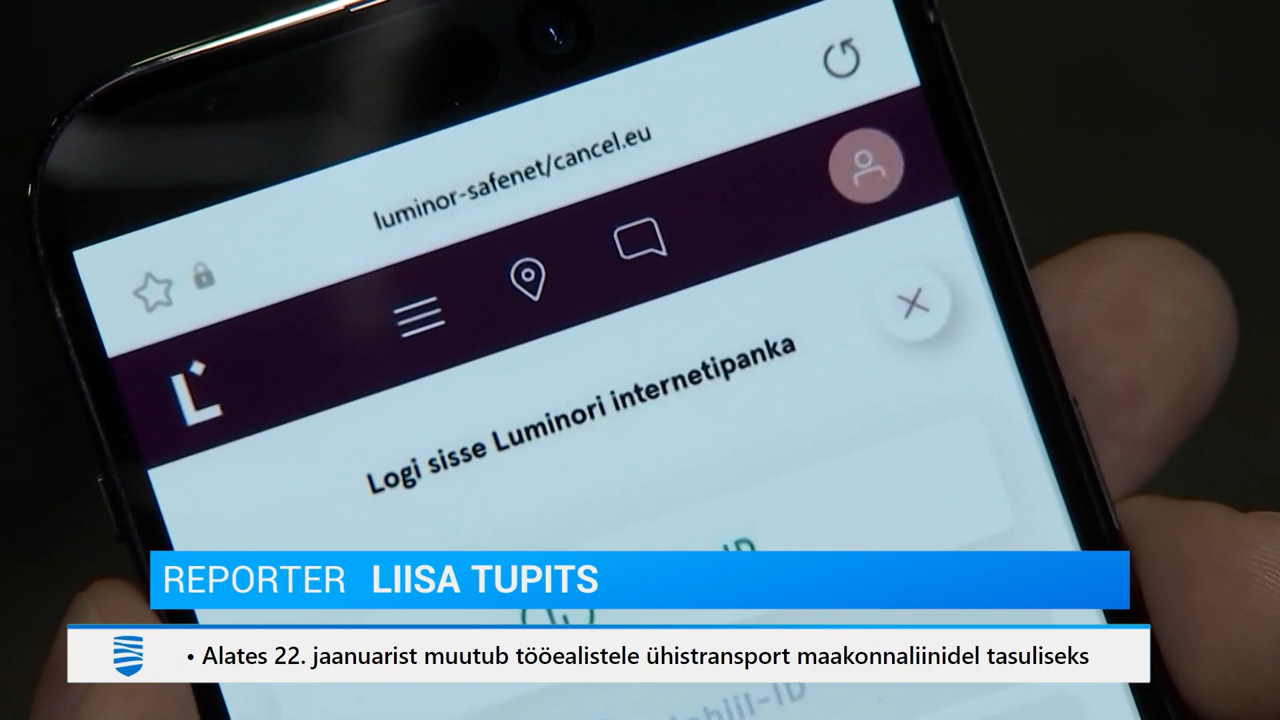 luminor-safenet/cancel.eu
L
Logi sisse Luminori internetipanka
REPORTER LIISA TUPITS
• Alates 22. jaanuarist muutub tööealistele ühistransport maakonnaliinidel tasuliseks